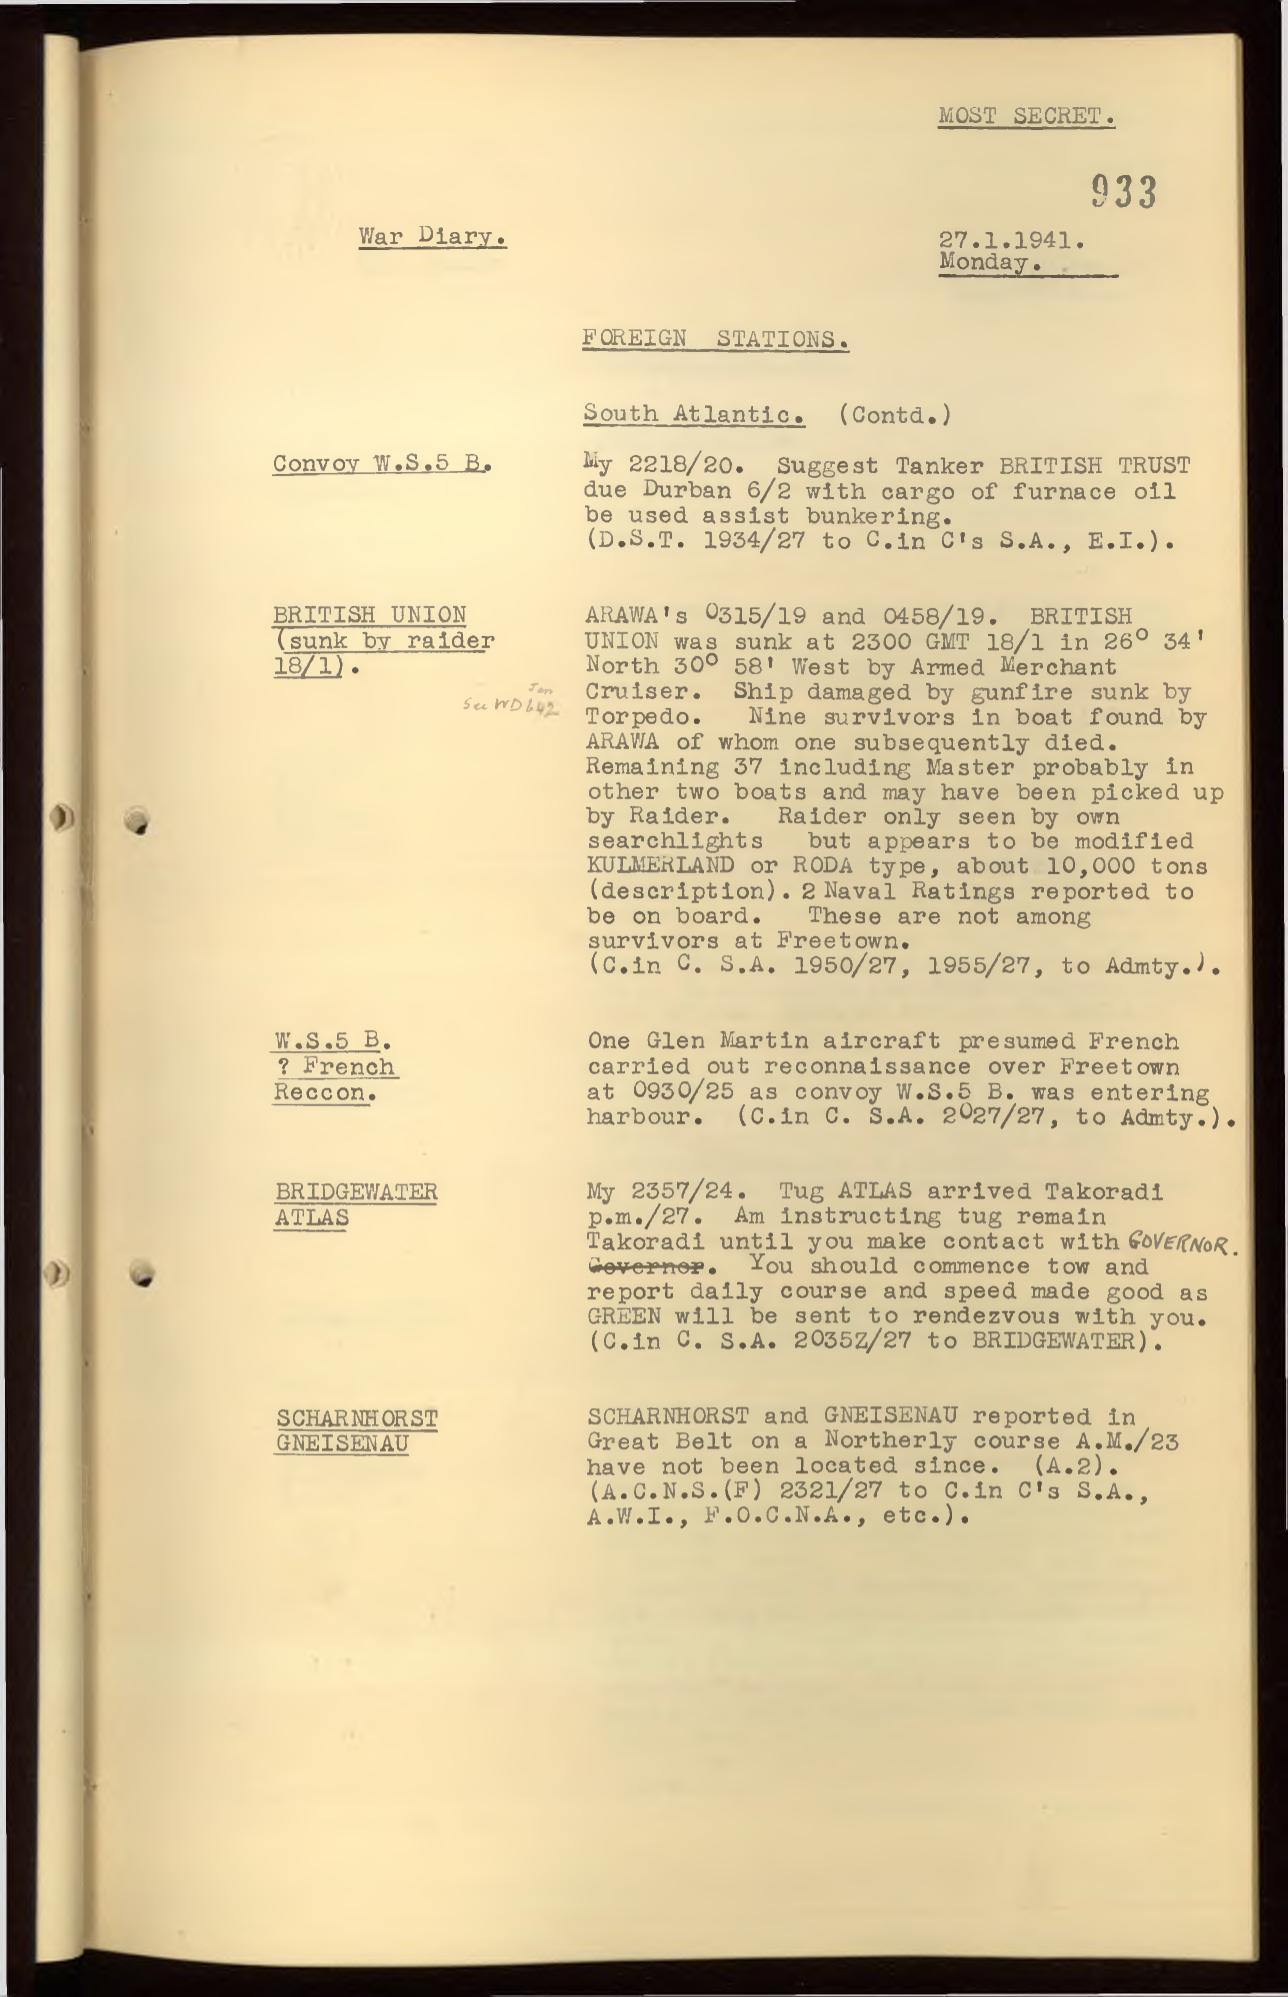 MOST SECRET.
933
War Diary.
27.1.1941.
Monday.
FOREIGN STATIONS.
South Atlantic. (Contd.)
Convoy W.S.5 B.
My 2218/20. Suggest Tanker BRITISH TRUST
due Durban 6/2 with cargo of furnace oil
be used assist bunkering.
(D.S.T. 1934/27 to C.in C's S.A., E.I.).
BRITISH UNION
(sunk by raider
18/1).
Jan
See WD 642
ARAWA's 0315/19 and 0458/19. BRITISH
UNION was sunk at 2300 GMT 18/1 in 26° 34'
North 30° 58' West by Armed Merchant
Cruiser. Ship damaged by gunfire sunk by
Torpedo. Nine survivors in boat found by
ARAWA of whom one subsequently died.
Remaining 37 including Master probably in
other two boats and may have been picked up
by Raider. Raider only seen by own
searchlights but appears to be modified
KULMERLAND or RODA type, about 10,000 tons
(description). 2 Naval Ratings reported to
be on board. These are not among
survivors at Freetown.
(C.in C. S.A. 1950/27, 1955/27, to Admty.).
W.S.5 B.
? French
Reccon.
One Glen Martin aircraft presumed French
carried out reconnaissance over Freetown
at 0930/25 as convoy W.S.5 B. was entering
harbour. (C.in C. S.A. 2027/27, to Admty.).
BRIDGEWATER
ATLAS
My 2357/24. Tug ATLAS arrived Takoradi
p.m./27. Am instructing tug remain
Takoradi until you make contact with GOVERNOR.
Governor. You should commence tow and
report daily course and speed made good as
GREEN will be sent to rendezvous with you.
(C.in C. S.A. 2035Z/27 to BRIDGEWATER).
SCHARNHORST
GNEISENAU
SCHARNHORST and GNEISENAU reported in
Great Belt on a Northerly course A.M./23
have not been located since. (A.2).
(A.C.N.S.(F) 2321/27 to C.in C's S.A.,
A.W.I., F.O.C.N.A., etc.).